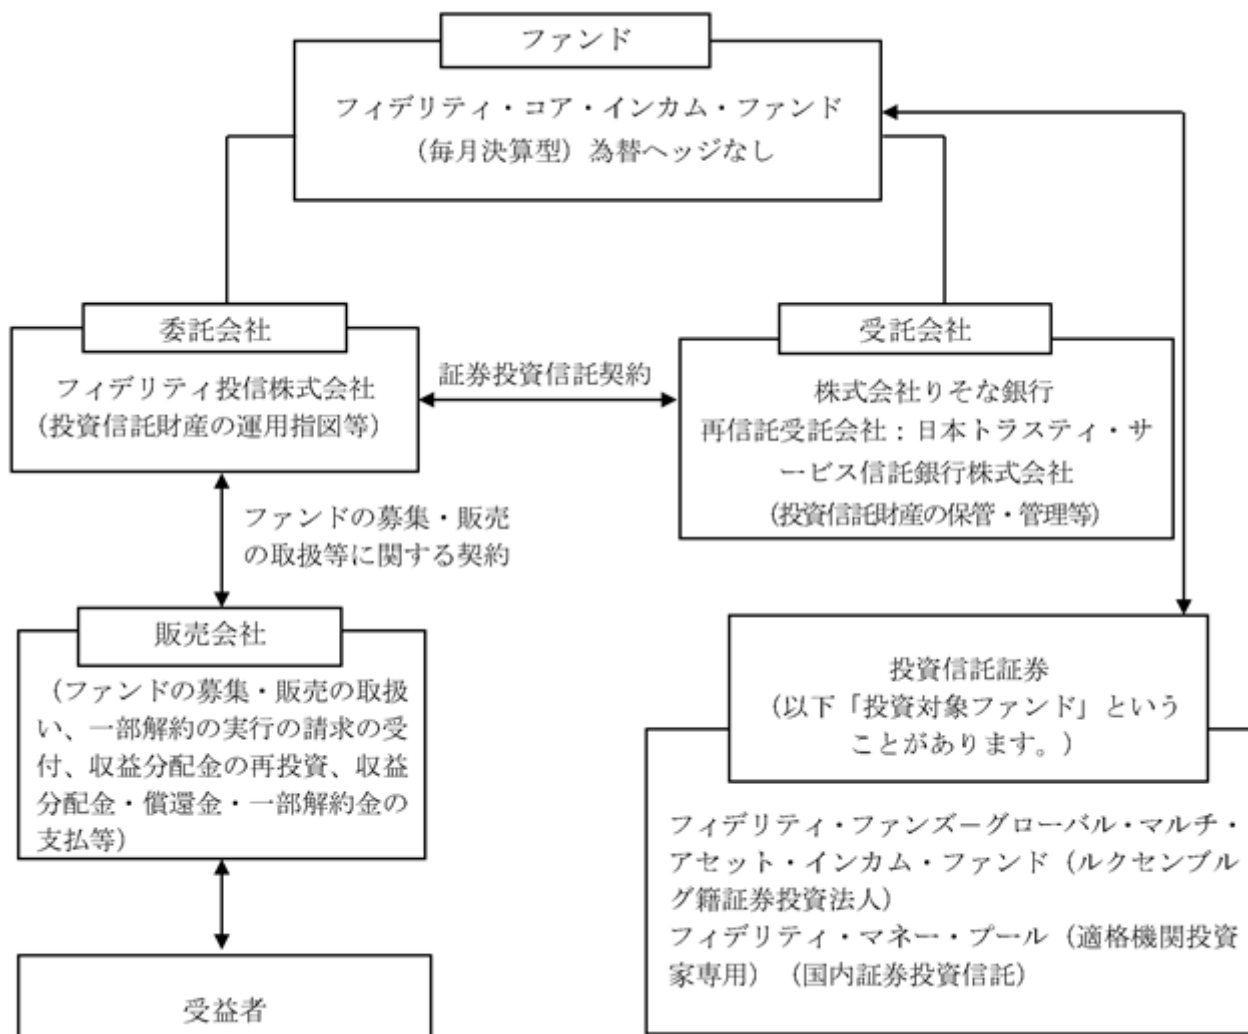 ファンド
フィデリティ・コア・インカム・ファンド
（毎月決算型）為替ヘッジなし
委託会社
フィデリティ投信株式会社
(投資信託財産の運用指図等）
証券投資信託契約
受託会社
株式会社りそな銀行
再信託受託会社：日本トラスティ・サ
ービス信託銀行株式会社
(投資信託財産の保管・管理等）
ファンドの募集・販売
の取扱等に関する契約
販売会社
（ファンドの募集・販売の取扱
い、一部解約の実行の請求の受
付、収益分配金の再投資、収益
分配金・償還金・一部解約金の
支払等）
受益者
投資信託証券
（以下「投資対象ファンド」という
ことがあります。）
フィデリティ・ファンズ－グローバル・マルチ・
アセット・インカム・ファンド（ルクセンブル
グ籍証券投資法人）
フィデリティ・マネー・プール（適格機関投資
家専用）（国内証券投資信託）